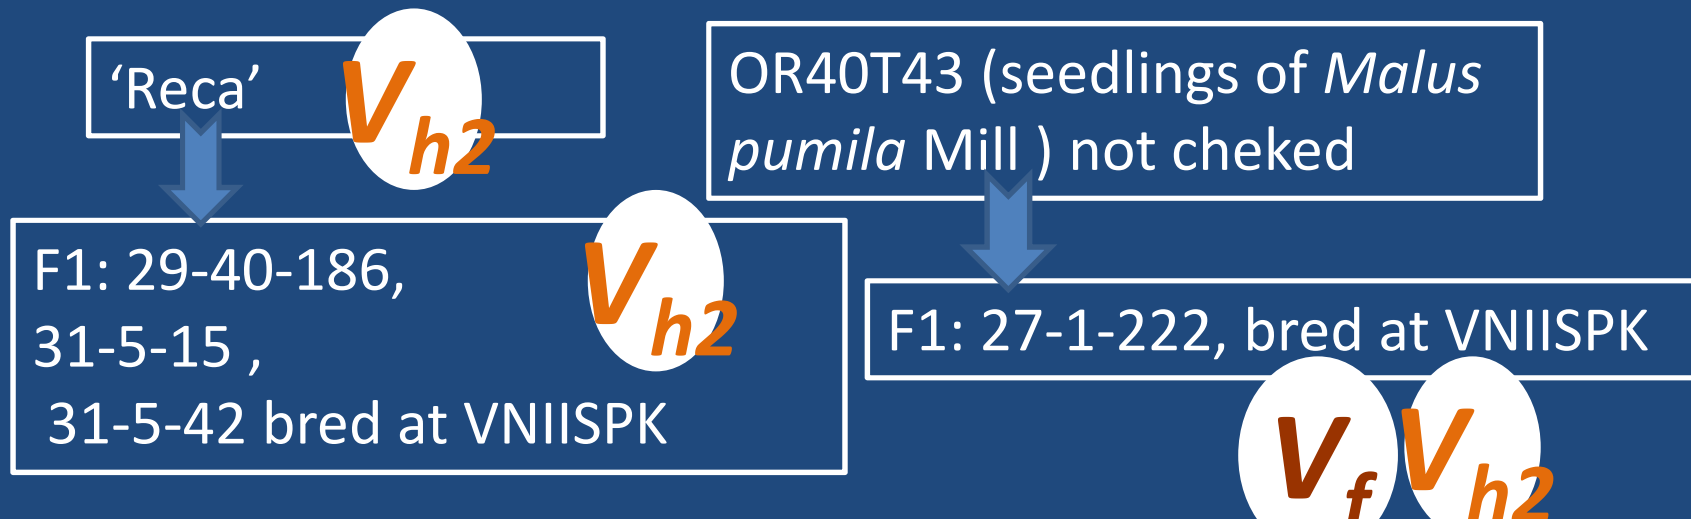 ‘Reca’
Vh2
OR40T43 (seedlings of Malus
pumila Mill ) not cheked
F1: 29-40-186,
31-5-15 ,
31-5-42 bred at VNIISPK
Vh2
F1: 27-1-222, bred at VNIISPK
Vf
Vh2